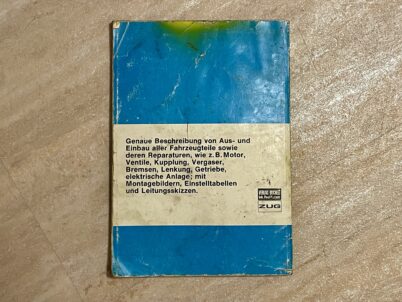 Genaue Beschreibung von Aus- und
Einbau aller Fahrzeugteile sowie
deren Reparaturen, wie z.B. Motor,
Ventile, Kupplung, Vergaser,
Bremsen, Lenkung, Getriebe,
elektrische Anlage; mit
Montagebildern, Einstelltabellen
und Leitungsskizzen.
ZUG